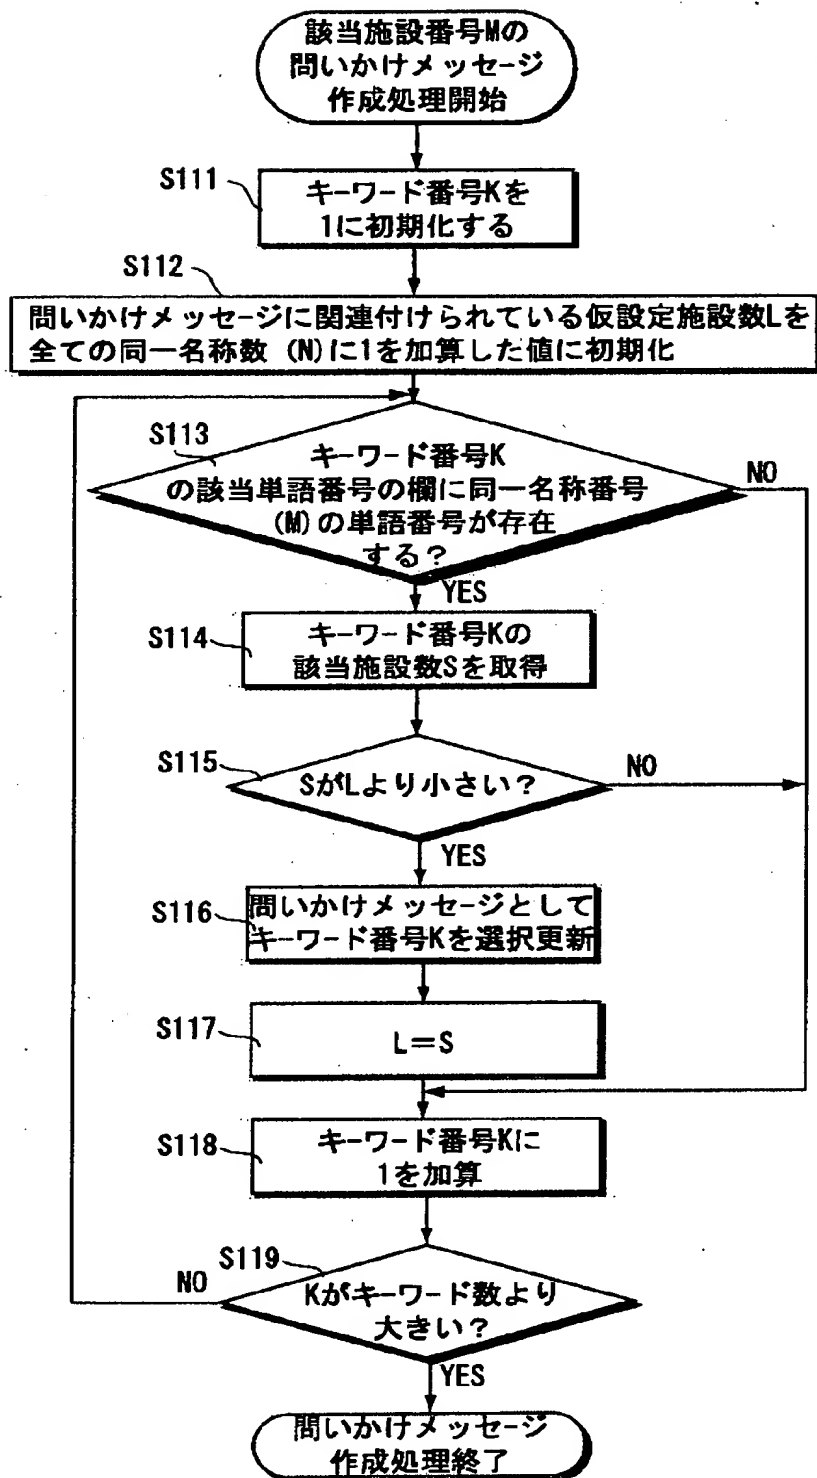 該当施設番号Mの
問いかけメッセージ
作成処理開始
S111
キーワード番号Kを
1に初期化する
S112
問いかけメッセージに関連付けられている仮設定施設数Lを
全ての同一名称数 (N)に1を加算した値に初期化
S113
キーワード番号K
の該当単語番号の欄に同一名称番号
(M)の単語番号が存在
する?
NO
YES
S114
キーワード番号Kの
該当施設数Sを取得
S115
SがLより小さい?
NO
YES
S116
問いかけメッセージとして
キーワード番号Kを選択更新
S117
L=S
S118
キーワード番号Kに
1を加算
S119
Kがキーワード数より
大きい?
NO
YES
問いかけメッセージ
作成処理終了